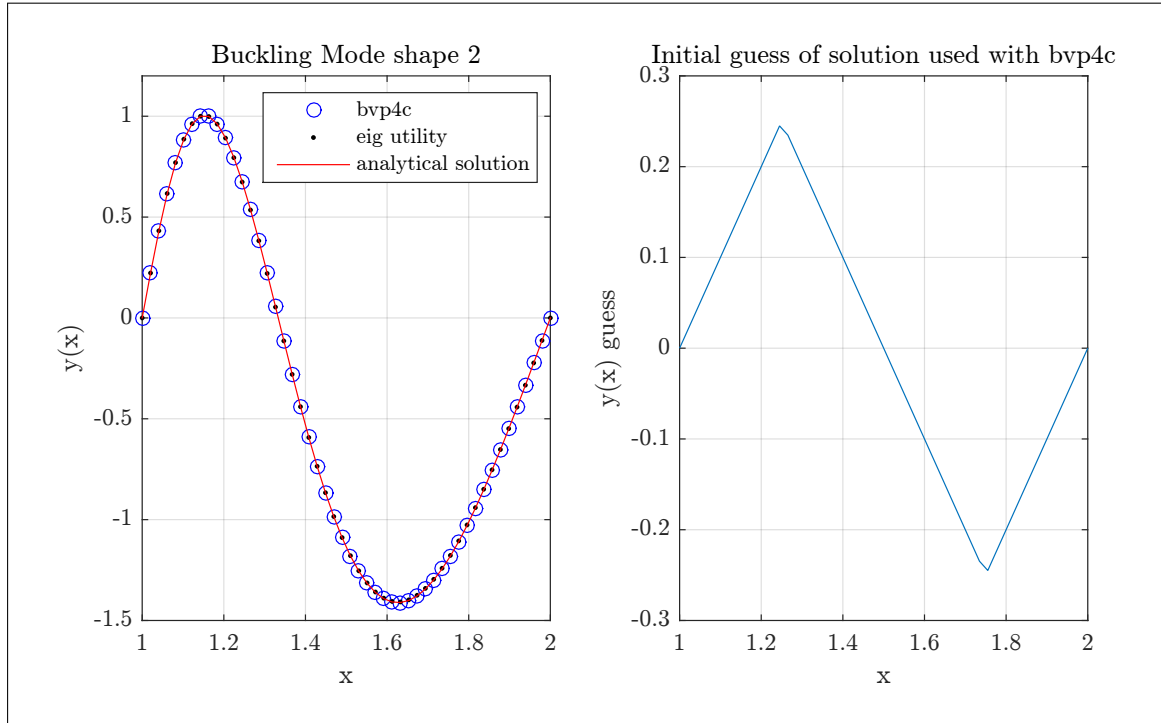 Buckling Mode shape 2
bvp4c
eig utility
analytical solution
1
0.5
0
-0.5
-1
-1.5
y(x)
1
1.2
1.4
1.6
1.8
2
x
Initial guess of solution used with bvp4c
0.3
0.2
0.1
0
-0.1
-0.2
-0.3
y(x) guess
1
1.2
1.4
1.6
1.8
2
x